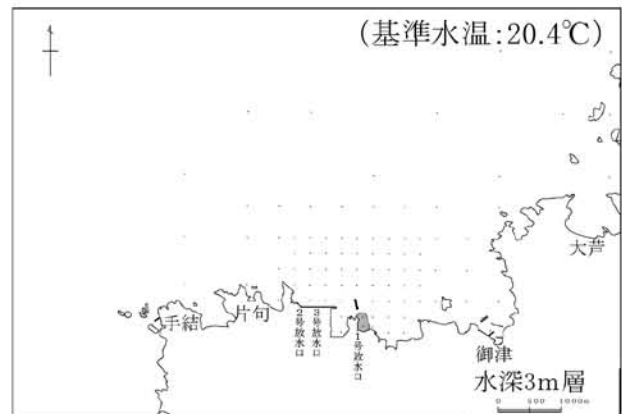 (基準水温:20.4℃)
大芦
手結
片句
2号放水口
3号放水口
1号放水口
御津
水深3m層
0 500 1000m